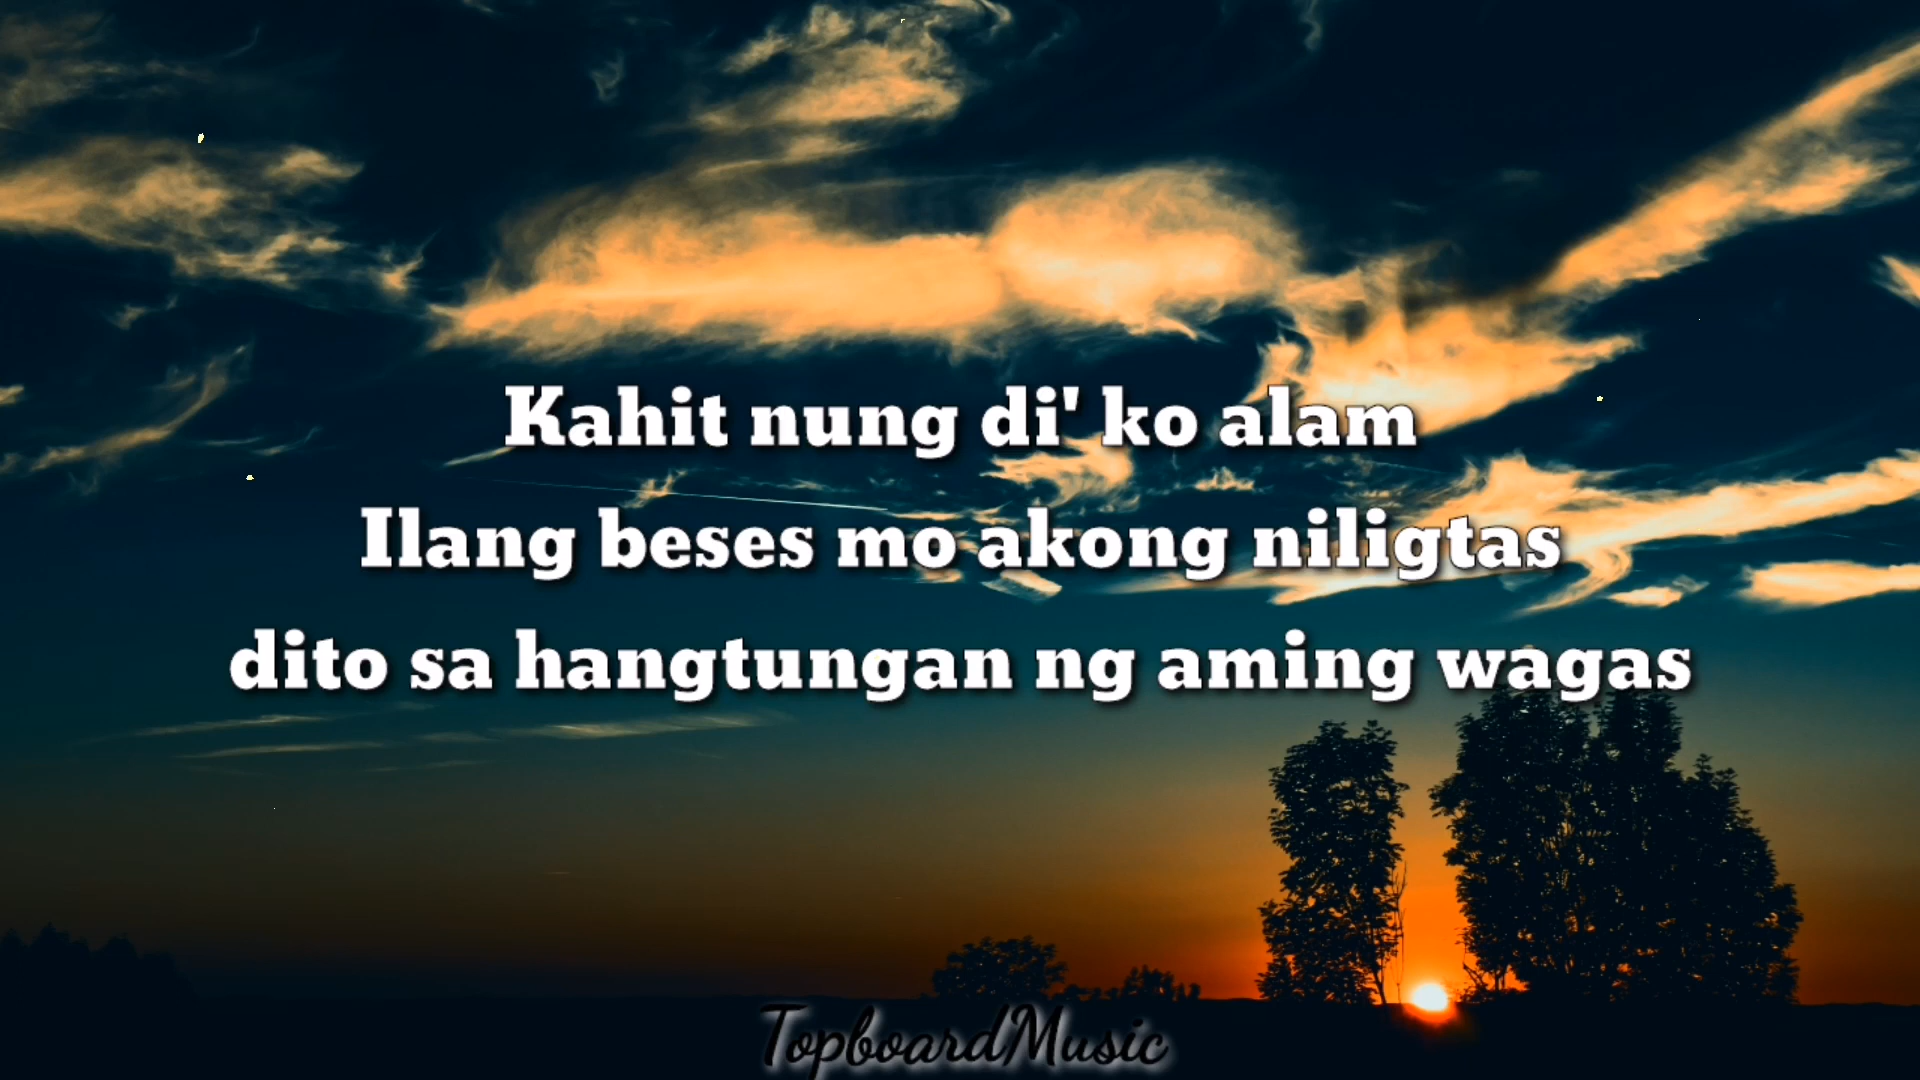 Kahit nung di' ko alam
Ilang beses mo akong niligtas
dito sa hangtungan ng aming wagas
TopboardMusic